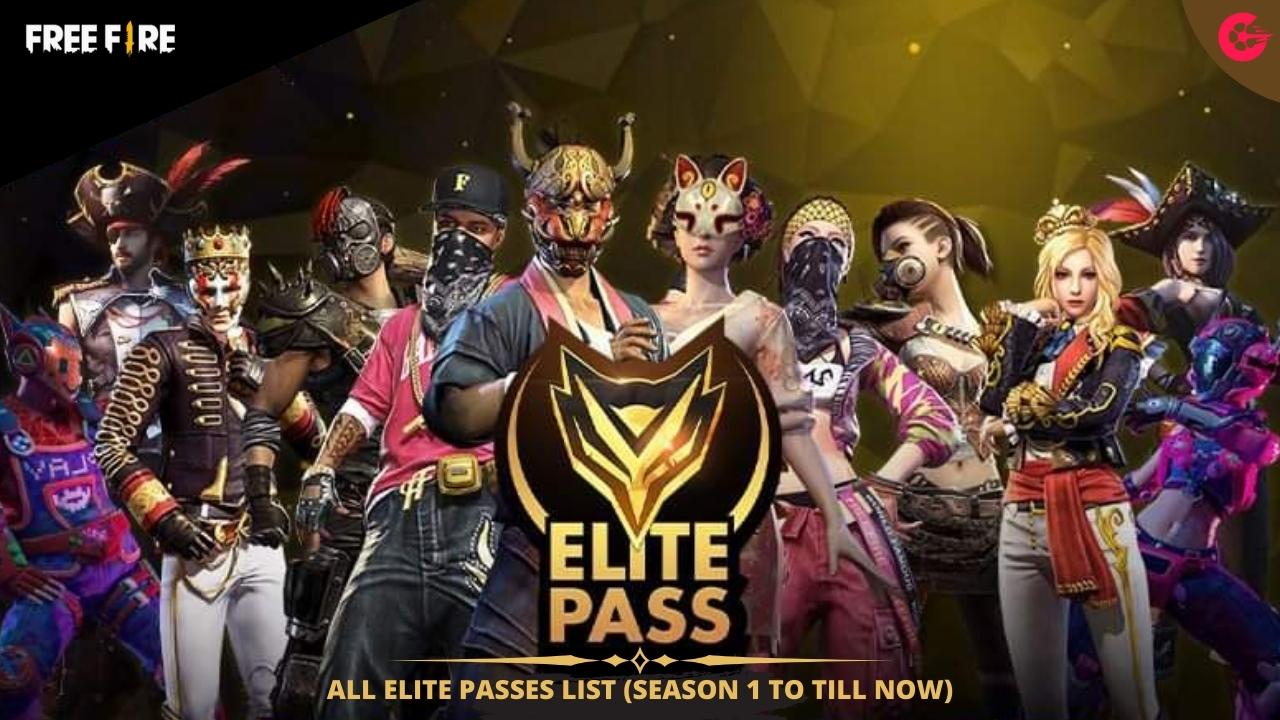 FREE FIRE
F
ELITE
PASS
ALL ELITE PASSES LIST (SEASON 1 TO TILL NOW)